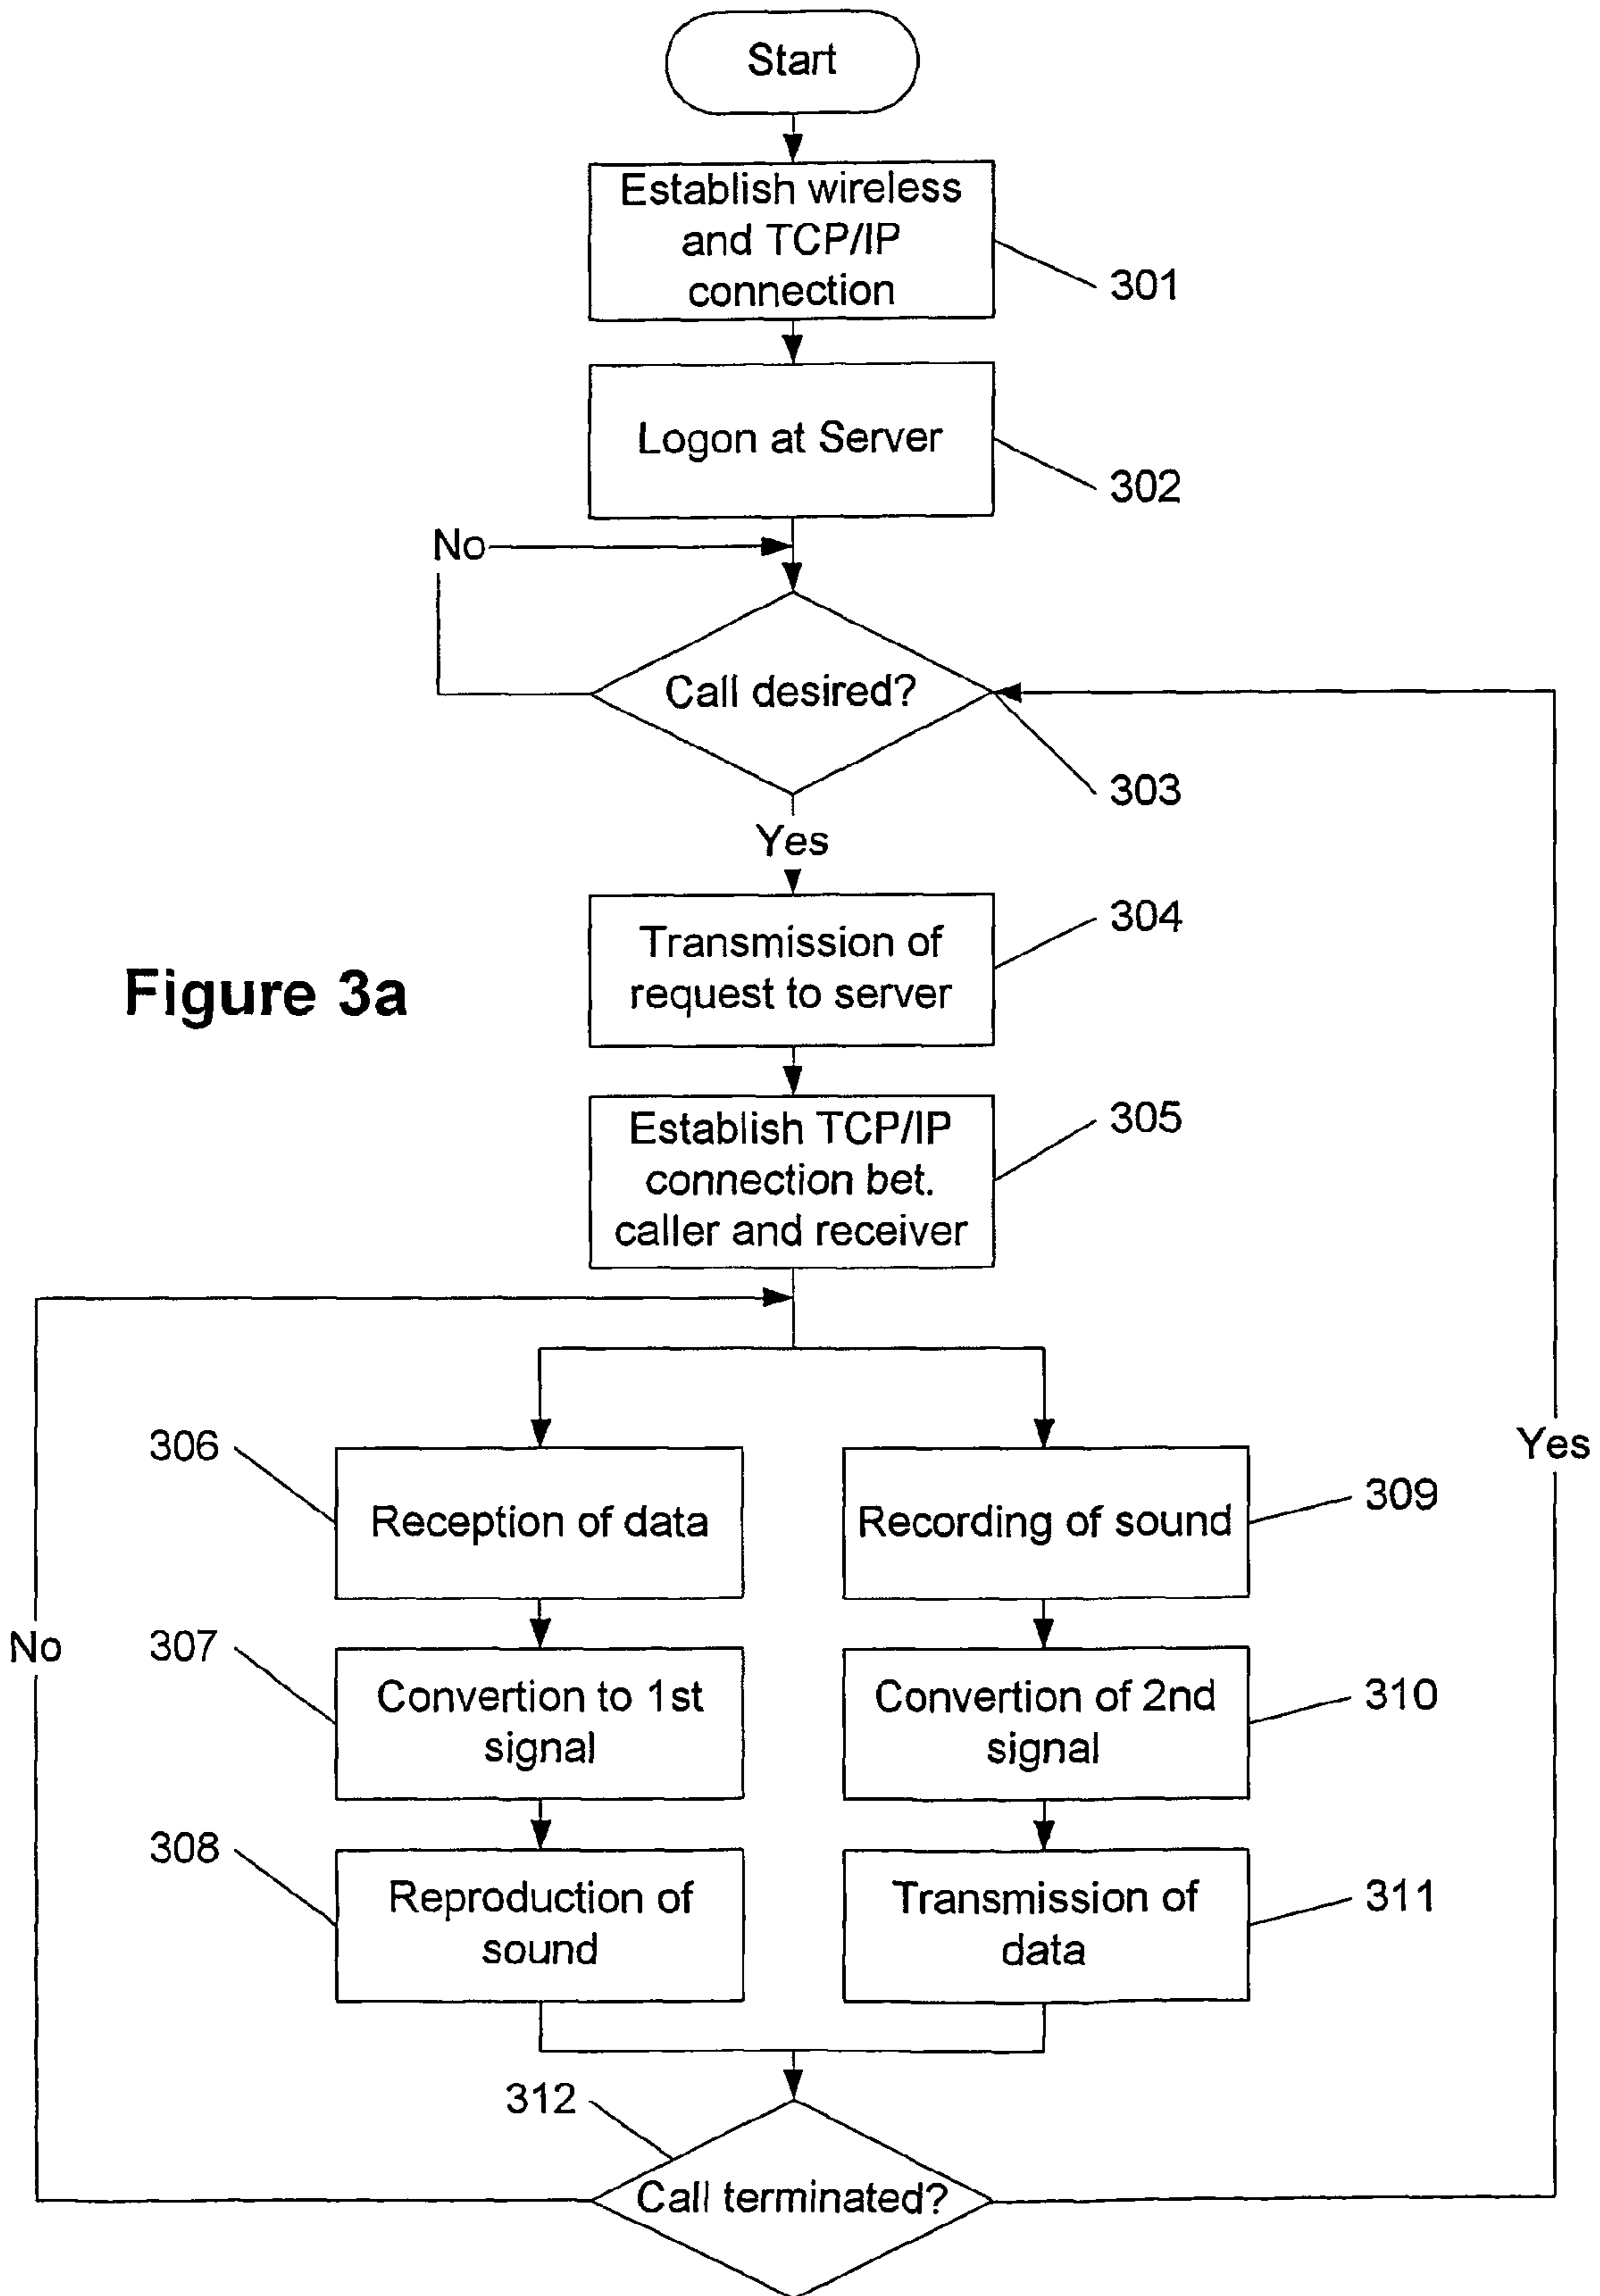 Start
Establish wireless
and TCP/IP
connection
301
Logon at Server
302
No
Call desired?
303
Yes
304
Transmission of
request to server
Figure 3a
305
Establish TCP/IP
connection bet.
caller and receiver
306
Reception of data
309
Recording of sound
Yes
No
307
Convertion to 1st
signal
310
Convertion of 2nd
signal
308
Reproduction of
sound
311
Transmission of
data
312
Call terminated?